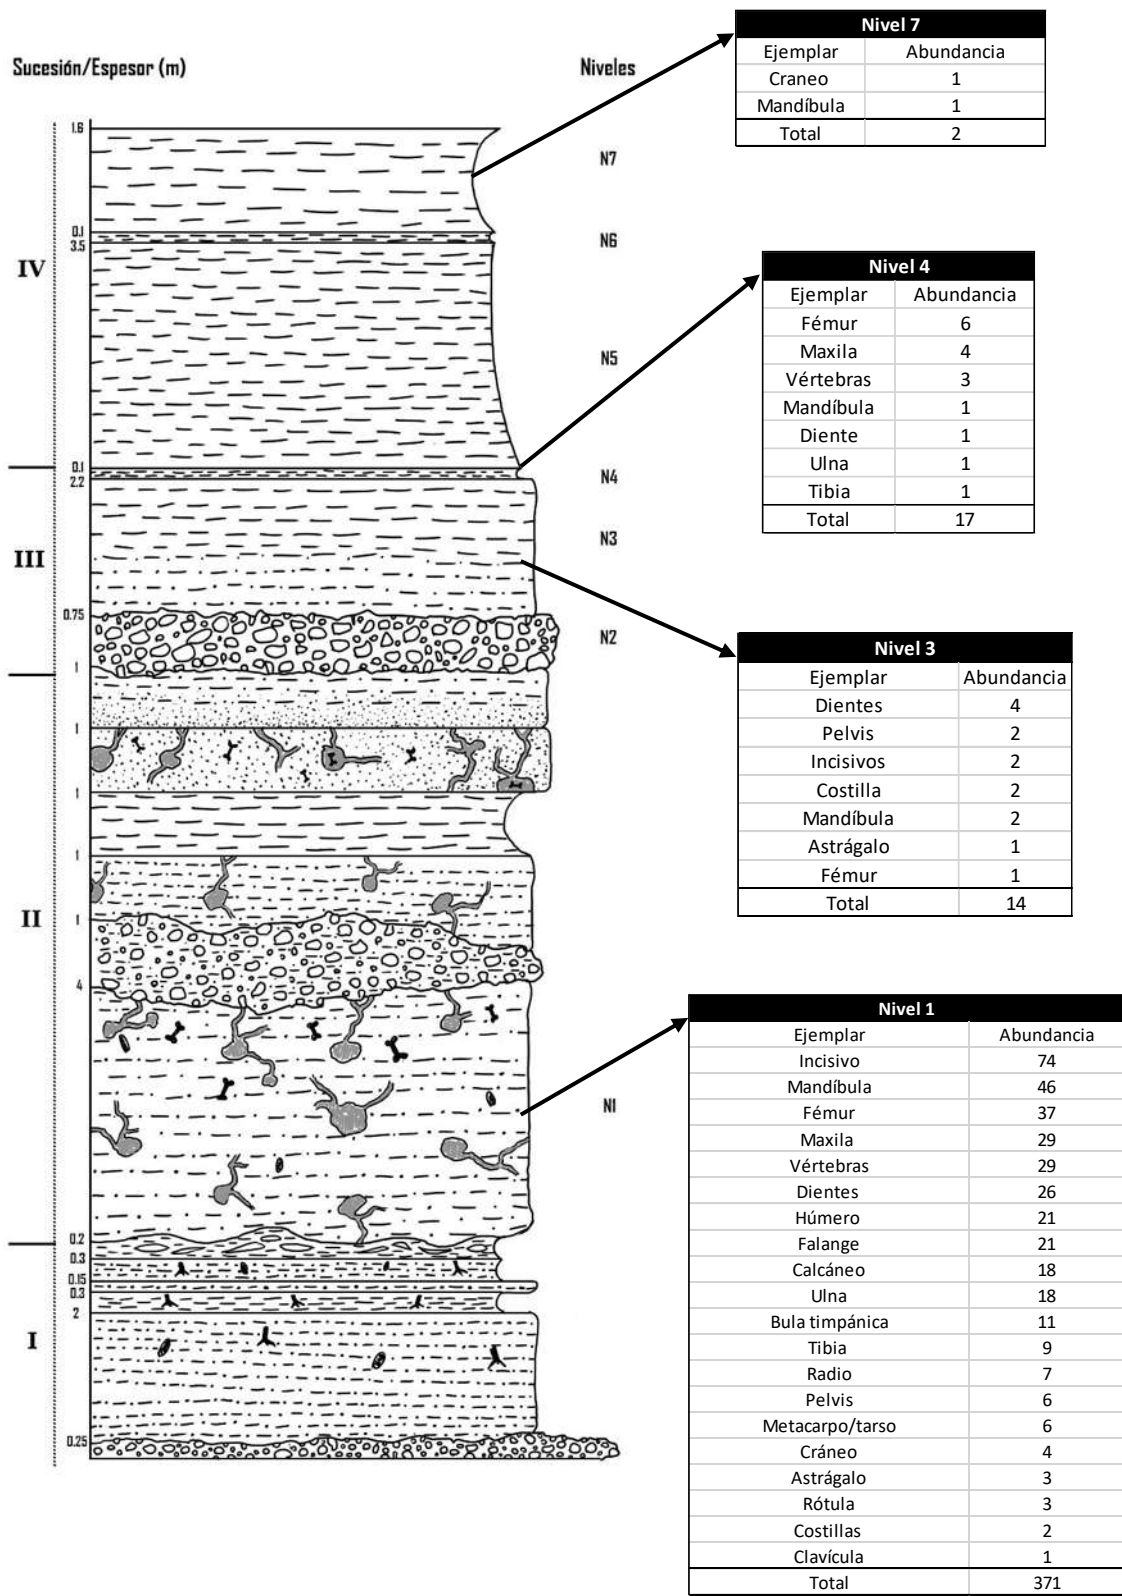 Sucesión/Espesor (m)
Niveles
1.6
N7
0.1
N6
3.5
IV
N5
0.1
N4
2.2
N3
III
0.75
N2
1
1
1
1
II
1
4
N1
0.2
0.3
0.15
0.3
2
I
0.25
Nivel 7
Ejemplar Abundancia
Craneo 1
Mandíbula 1
Total 2
Nivel 4
Ejemplar Abundancia
Fémur 6
Maxila 4
Vértebras 3
Mandíbula 1
Diente 1
Ulna 1
Tibia 1
Total 17
Nivel 3
Ejemplar Abundancia
Dientes 4
Pelvis 2
Incisivos 2
Costilla 2
Mandíbula 2
Astrágalo 1
Fémur 1
Total 14
Nivel 1
Ejemplar Abundancia
Incisivo 74
Mandíbula 46
Fémur 37
Maxila 29
Vértebras 29
Dientes 26
Húmero 21
Falange 21
Calcáneo 18
Ulna 18
Bula timpánica 11
Tibia 9
Radio 7
Pelvis 6
Metacarpo/tarso 6
Cráneo 4
Astrágalo 3
Rótula 3
Costillas 2
Clavícula 1
Total 371